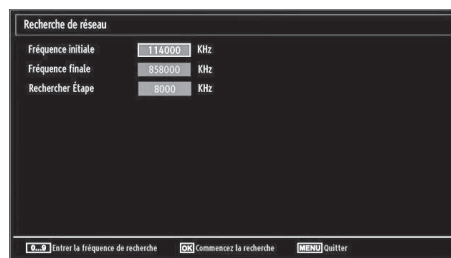 Recherche de réseau
Fréquence initiale 114000 KHz
Fréquence finale 858000 KHz
Rechercher Étape 8000 KHz
0...9 Entrer la fréquence de recherche OK Commencez la recherche MENU Quitter